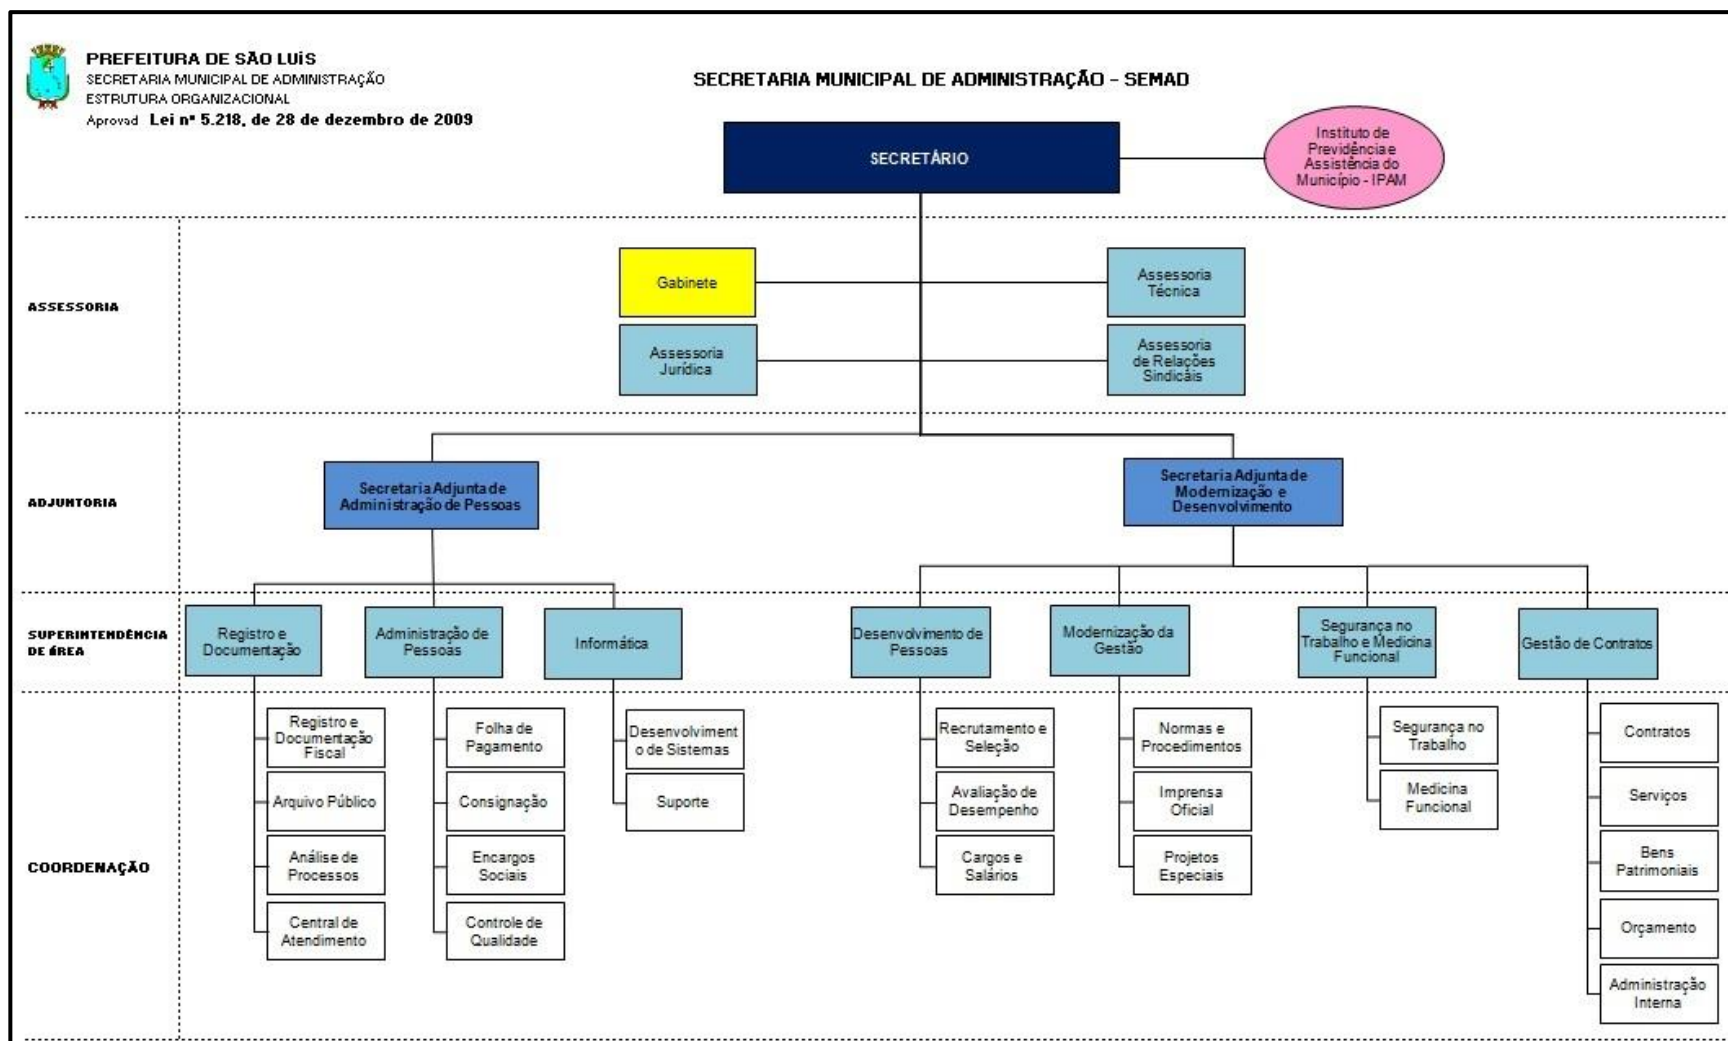 PREFEITURA DE SÃO LUíS
SECRETARIA MUNICIPAL DE ADMINISTRAÇÃO
ESTRUTURA ORGANIZACIONAL
Aprovad Lei nº 5.218, de 28 de dezembro de 2009
SECRETARIA MUNICIPAL DE ADMINISTRAÇÃO - SEMAD
SECRETÁRIO
Instituto de
Previdência e
Assistência do
Município - IPAM
ASSESSORIA
Gabinete
Assessoria
Técnica
Assessoria
Jurídica
Assessoria
de Relações
Sindicais
ADJUNTORIA
Secretaria Adjunta de
Administração de Pessoas
Secretaria Adjunta de
Modernização e
Desenvolvimento
SUPERINTENDÊNCIA
DE ÁREA
Registro e
Documentação
Administração de
Pessoas
Informática
Desenvolvimento de
Pessoas
Modernização da
Gestão
Segurança no
Trabalho e Medicina
Funcional
Gestão de Contratos
COORDENAÇÃO
Registro e
Documentação
Fiscal
Arquivo Público
Análise de
Processos
Central de
Atendimento
Folha de
Pagamento
Consignação
Encargos
Sociais
Controle de
Qualidade
Desenvolviment
o de Sistemas
Suporte
Recrutamento e
Seleção
Avaliação de
Desempenho
Cargos e
Salários
Normas e
Procedimentos
Imprensa
Oficial
Projetos
Especiais
Segurança no
Trabalho
Medicina
Funcional
Contratos
Serviços
Bens
Patrimoniais
Orçamento
Administração
Interna